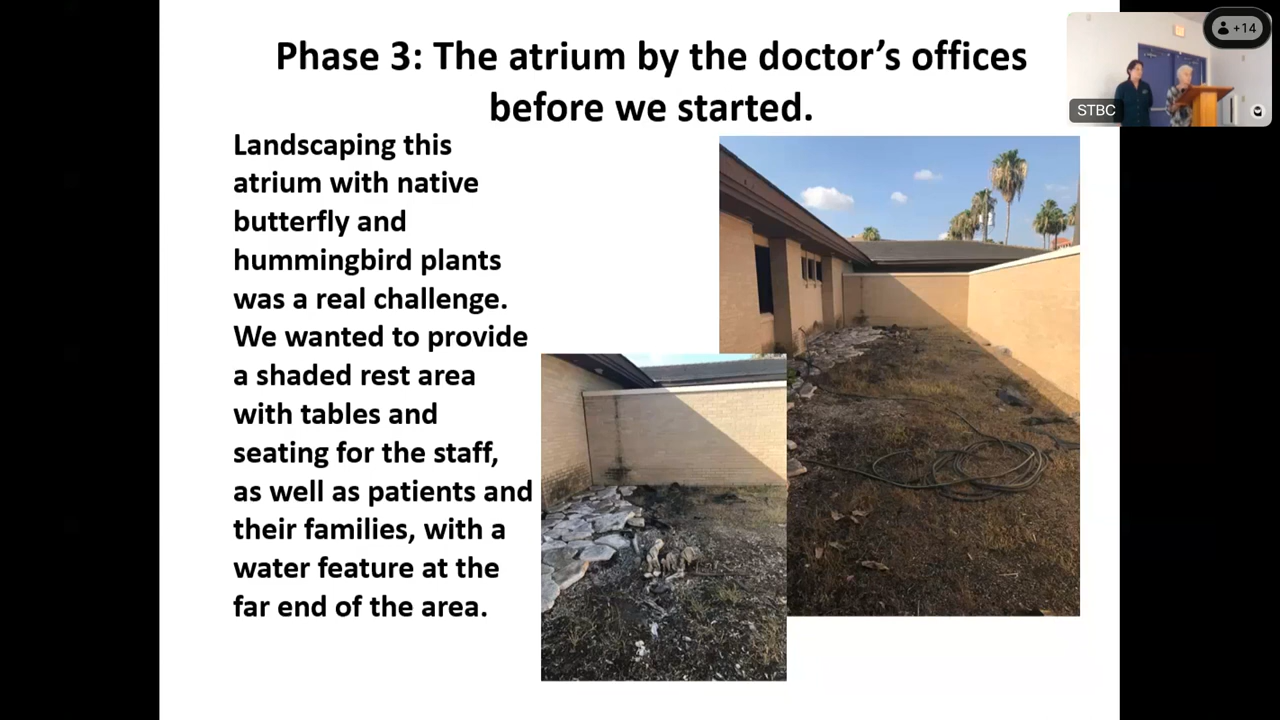 Phase 3: The atrium by the doctor’s offices
before we started.
+14
STBC
Landscaping this
atrium with native
butterfly and
hummingbird plants
was a real challenge.
We wanted to provide
a shaded rest area
with tables and
seating for the staff,
as well as patients and
their families, with a
water feature at the
far end of the area.